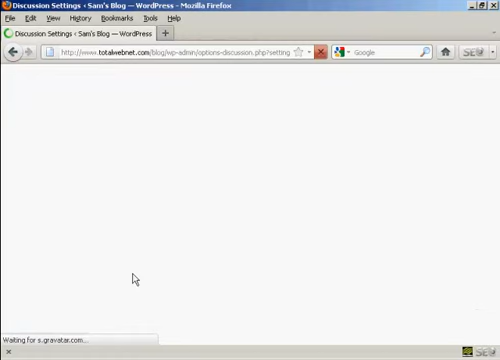 Discussion Settings ‹ Sam's Blog — WordPress - Mozilla Firefox
File Edit View History Bookmarks Tools Help
Discussion Settings ‹ Sam's Blog — WordPress
http://www.totalwebnet.com/blog/wp-admin/options-discussion.php?setting
Google
Waiting for s.gravatar.com...